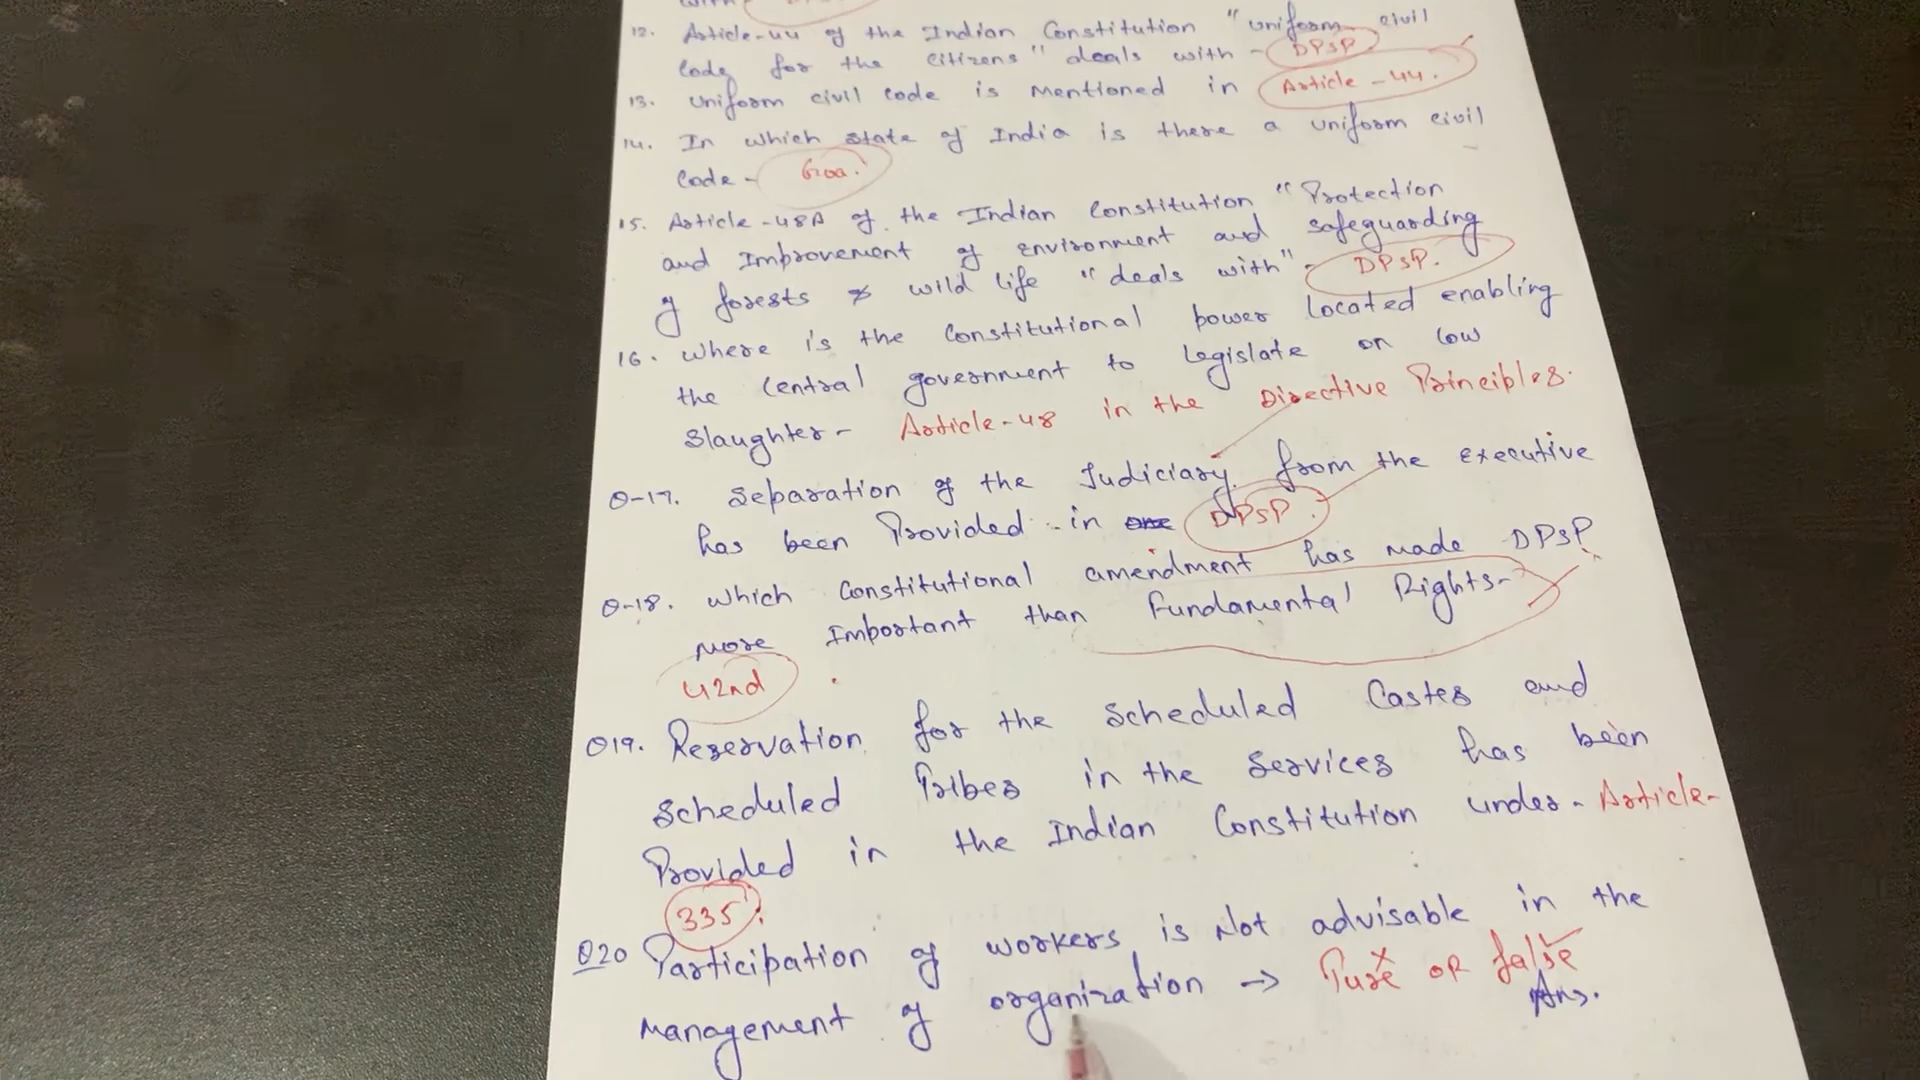 with
12. Article-44 of the Indian Constitution "uniform civil
code for the citizens" deals with - DPSP.
13. uniform civil code is mentioned in Article-44.
14. In which state of India is there a uniform civil
code - Goa.
15. Article-48A of the Indian Constitution "Protection
and Improvement of environment and safeguarding
of forests & wild life "deals with" - DPSP.
16. where is the Constitutional power located enabling
the Central government to legislate on Cow
slaughter - Article-48 in the Directive Principles.
Q-17. Separation of the Judiciary from the executive
has been Provided in DPSP.
Q-18. which Constitutional amendment has made DPSP
more Important than Fundamental Rights-
42nd
Q19. Reservation for the scheduled Castes and
scheduled Tribes in the services has been
Provided in the Indian Constitution under - Article-
335.
Q20 Participation of workers is Not advisable in the
management of organization → Ture or false
Ans.